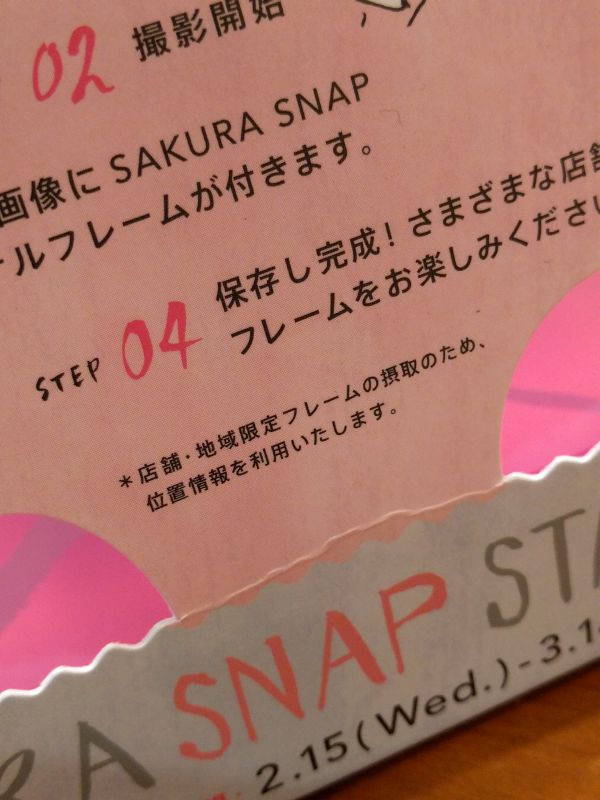 02 撮影開始
画像に SAKURA SNAP
ルフレームが付きます。
STEP 04 保存し完成！さまざまな店舗
フレームをお楽しみください
＊店舗・地域限定フレームの摂取のため、
位置情報を利用いたします。
RA SNAP STA
2.15(Wed.)-3.1